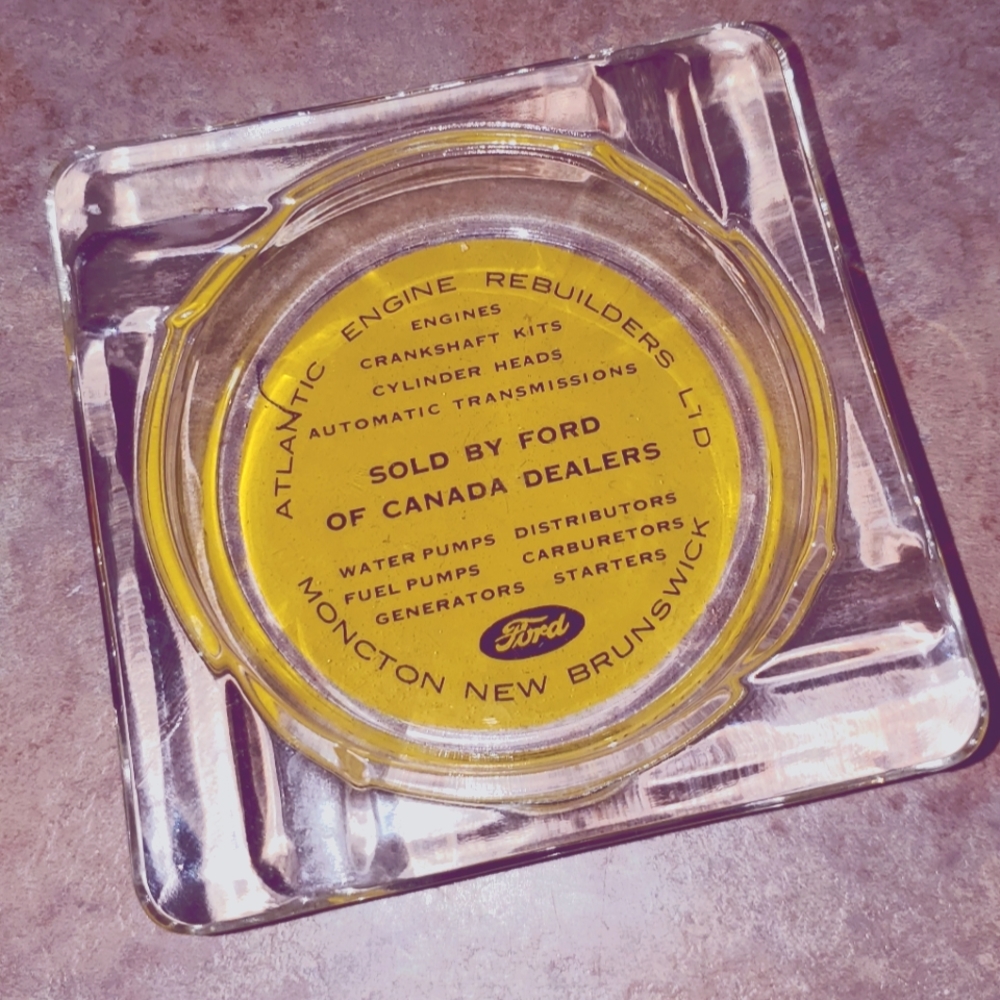 ATLANTIC ENGINE REBUILDERS LTD
ENGINES
CRANKSHAFT KITS
CYLINDER HEADS
AUTOMATIC TRANSMISSIONS
SOLD BY FORD
OF CANADA DEALERS
WATER PUMPS DISTRIBUTORS
FUEL PUMPS CARBURETORS
GENERATORS STARTERS
Ford
MONCTON NEW BRUNSWICK